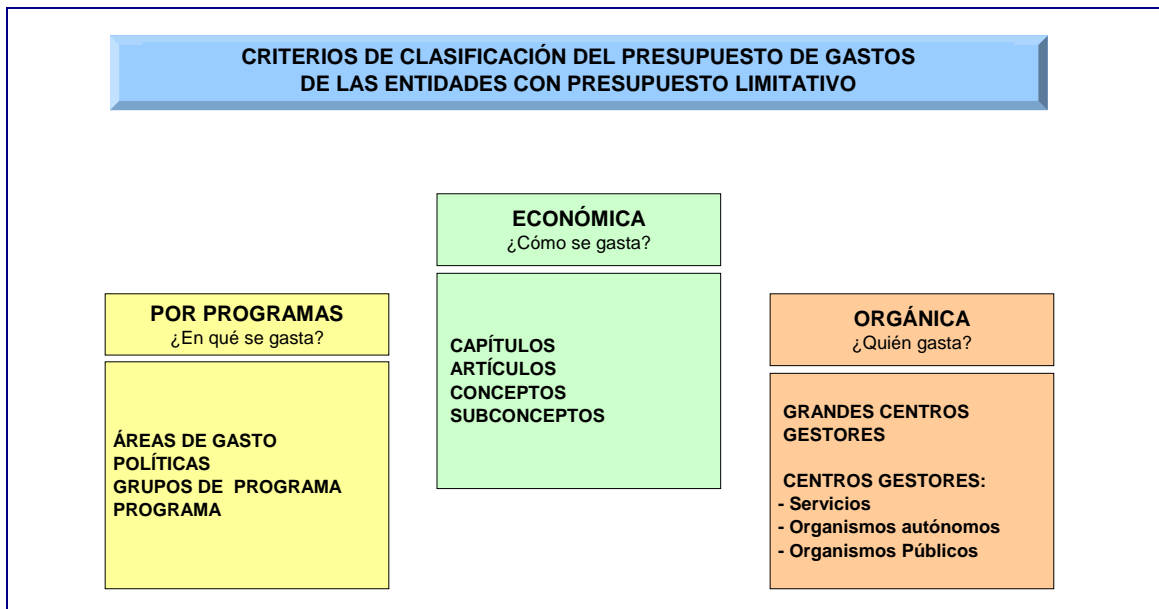 CRITERIOS DE CLASIFICACIÓN DEL PRESUPUESTO DE GASTOS
DE LAS ENTIDADES CON PRESUPUESTO LIMITATIVO
POR PROGRAMAS
¿En qué se gasta?
ÁREAS DE GASTO
POLÍTICAS
GRUPOS DE PROGRAMA
PROGRAMA
ECONÓMICA
¿Cómo se gasta?
CAPÍTULOS
ARTÍCULOS
CONCEPTOS
SUBCONCEPTOS
ORGÁNICA
¿Quién gasta?
GRANDES CENTROS
GESTORES
CENTROS GESTORES:
- Servicios
- Organismos autónomos
- Organismos Públicos